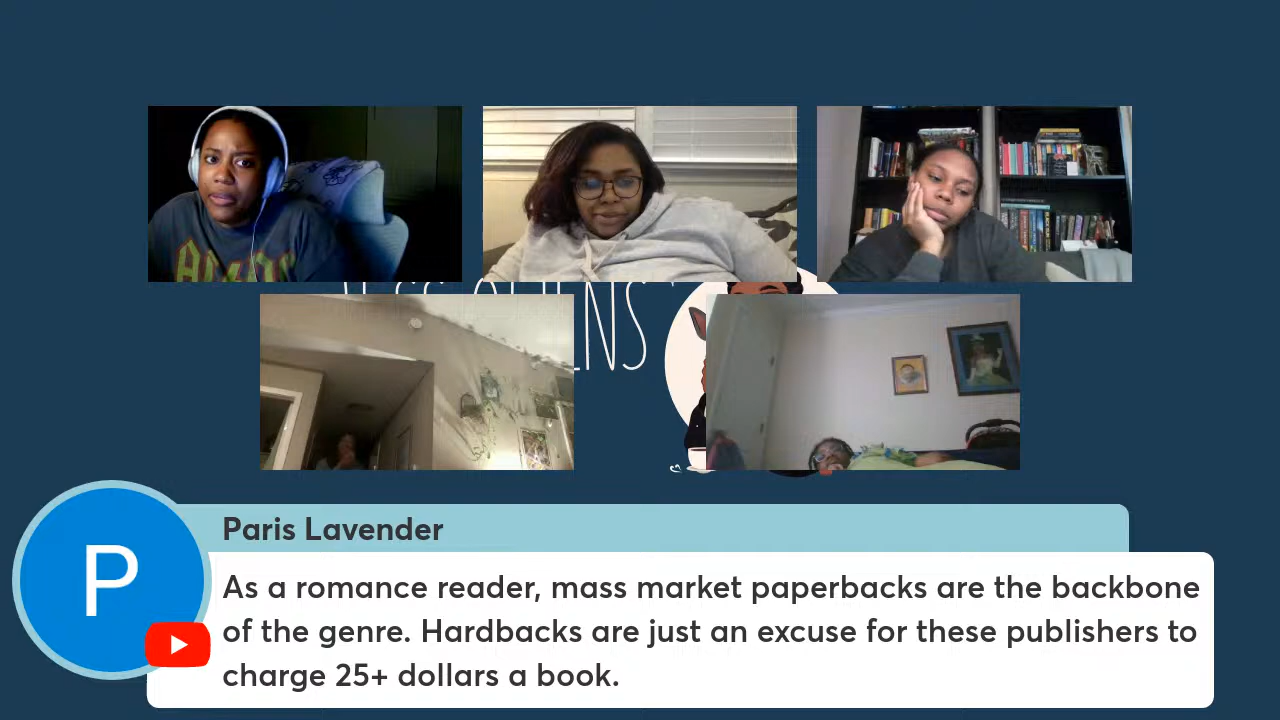 ENS
Paris Lavender
P
As a romance reader, mass market paperbacks are the backbone
of the genre. Hardbacks are just an excuse for these publishers to
charge 25+ dollars a book.